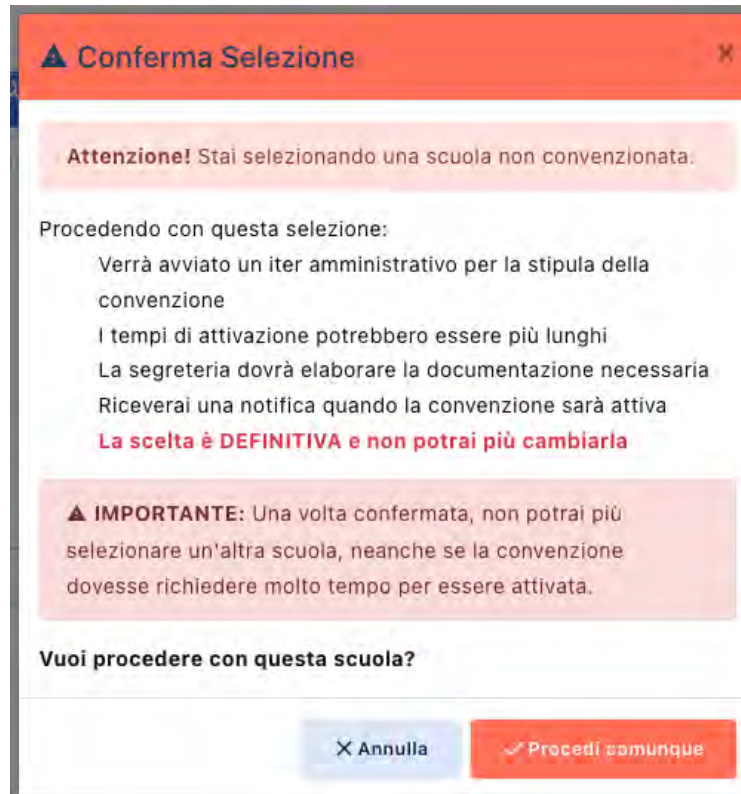 Conferma Selezione
Attenzione! Stai selezionando una scuola non convenzionata.
Procedendo con questa selezione:
Verrà avviato un iter amministrativo per la stipula della
convenzione
I tempi di attivazione potrebbero essere più lunghi
La segreteria dovrà elaborare la documentazione necessaria
Riceverai una notifica quando la convenzione sarà attiva
La scelta è DEFINITIVA e non potrai più cambiarla
IMPORTANTE: Una volta confermata, non potrai più
selezionare un'altra scuola, neanche se la convenzione
dovesse richiedere molto tempo per essere attivata.
Vuoi procedere con questa scuola?
Annulla
Procedi comunque